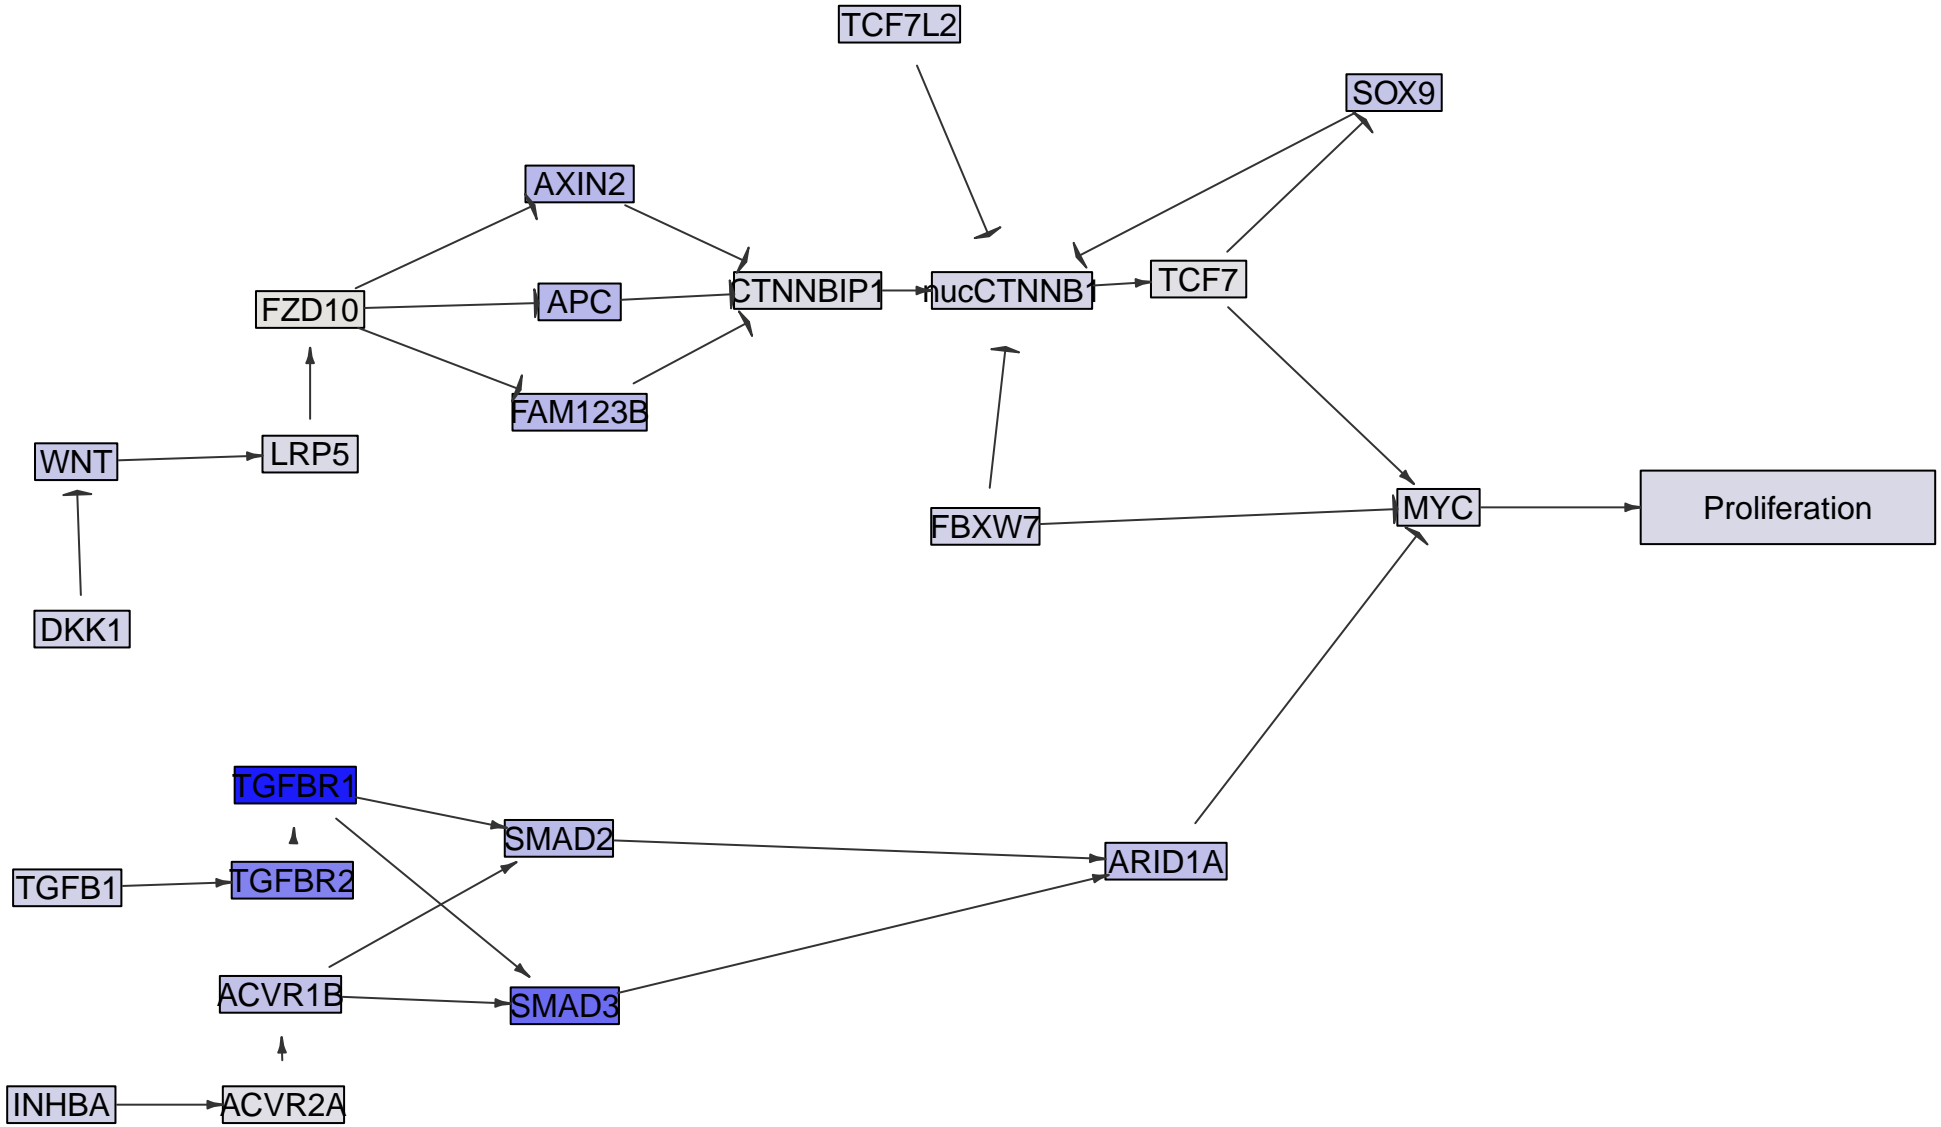 TCF7L2
SOX9
AXIN2
FZD10
APC
CTNNBIP1
nucCTNNB1
TCF7
FAM123B
WNT
LRP5
FBXW7
MYC
Proliferation
DKK1
TGFBR1
SMAD2
TGFB1
TGFBR2
ARID1A
ACVR1B
SMAD3
INHBA
ACVR2A